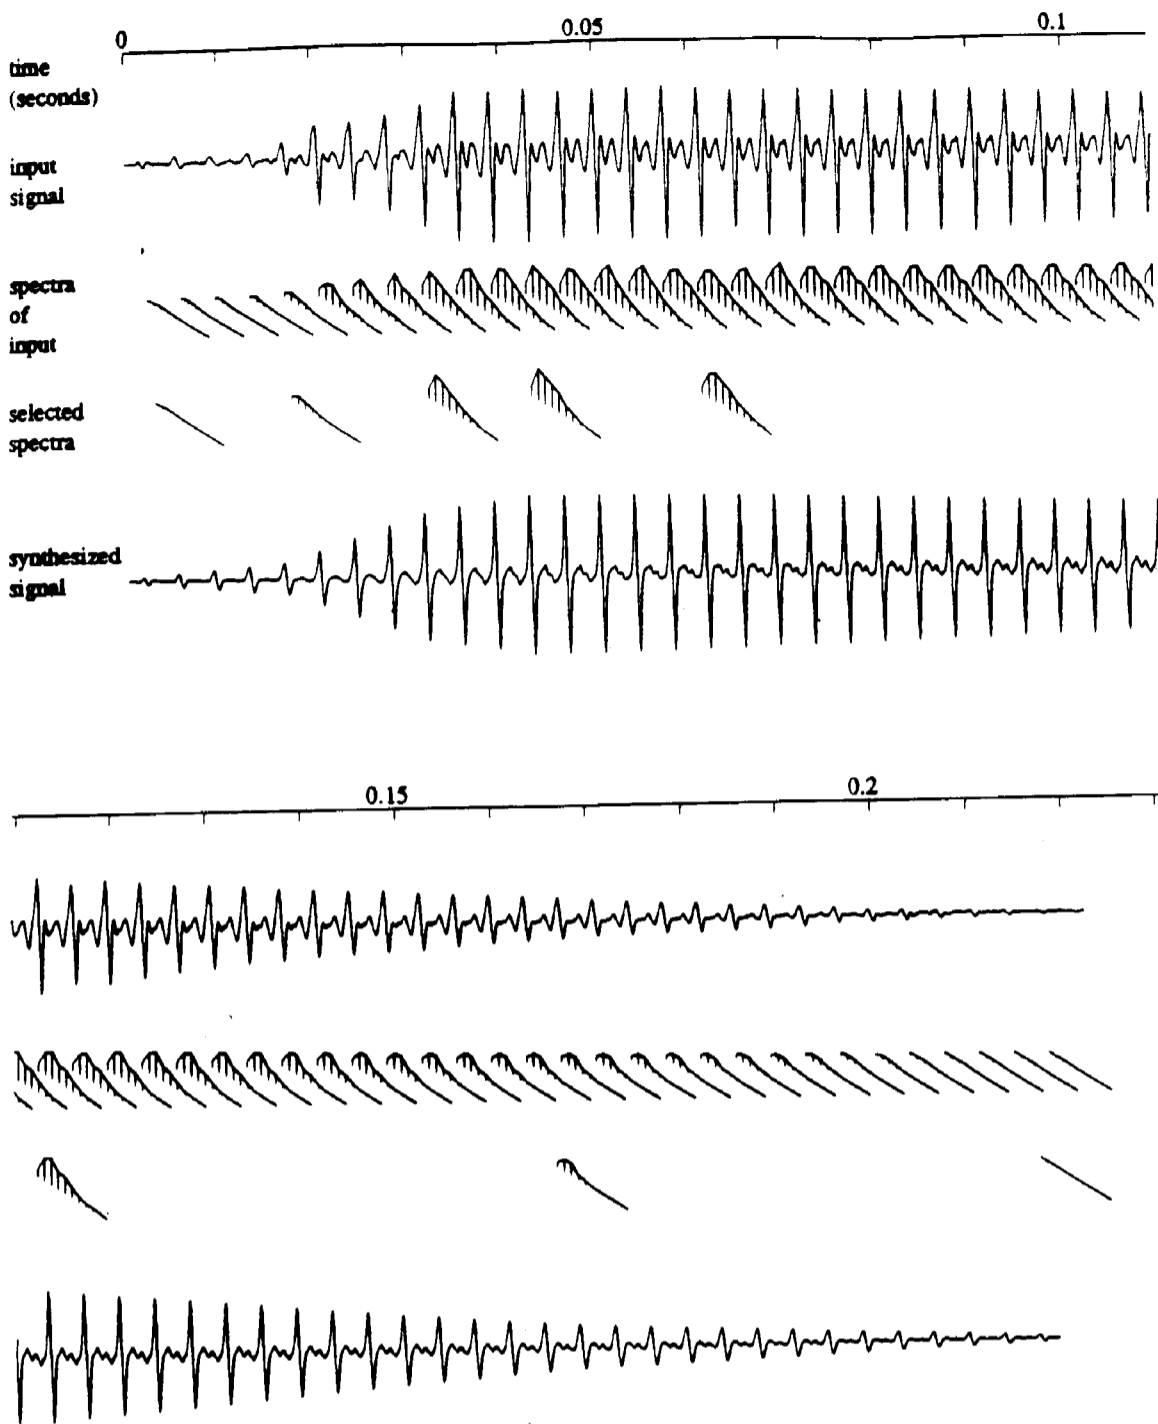 0 0.05 0.1
time
(seconds)
input
signal
spectra
of
input
selected
spectra
synthesized
signal
0.15 0.2